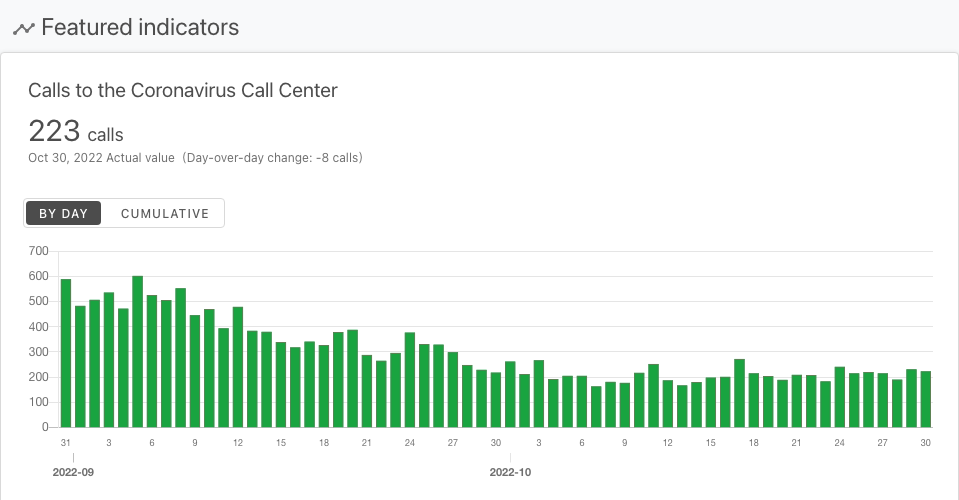 Featured indicators
Calls to the Coronavirus Call Center
223 calls
Oct 30, 2022 Actual value (Day-over-day change: -8 calls)
BY DAY CUMULATIVE
700
600
500
400
300
200
100
0
31 3 6 9 12 15 18 21 24 27 30 3 6 9 12 15 18 21 24 27 30
2022-09 2022-10